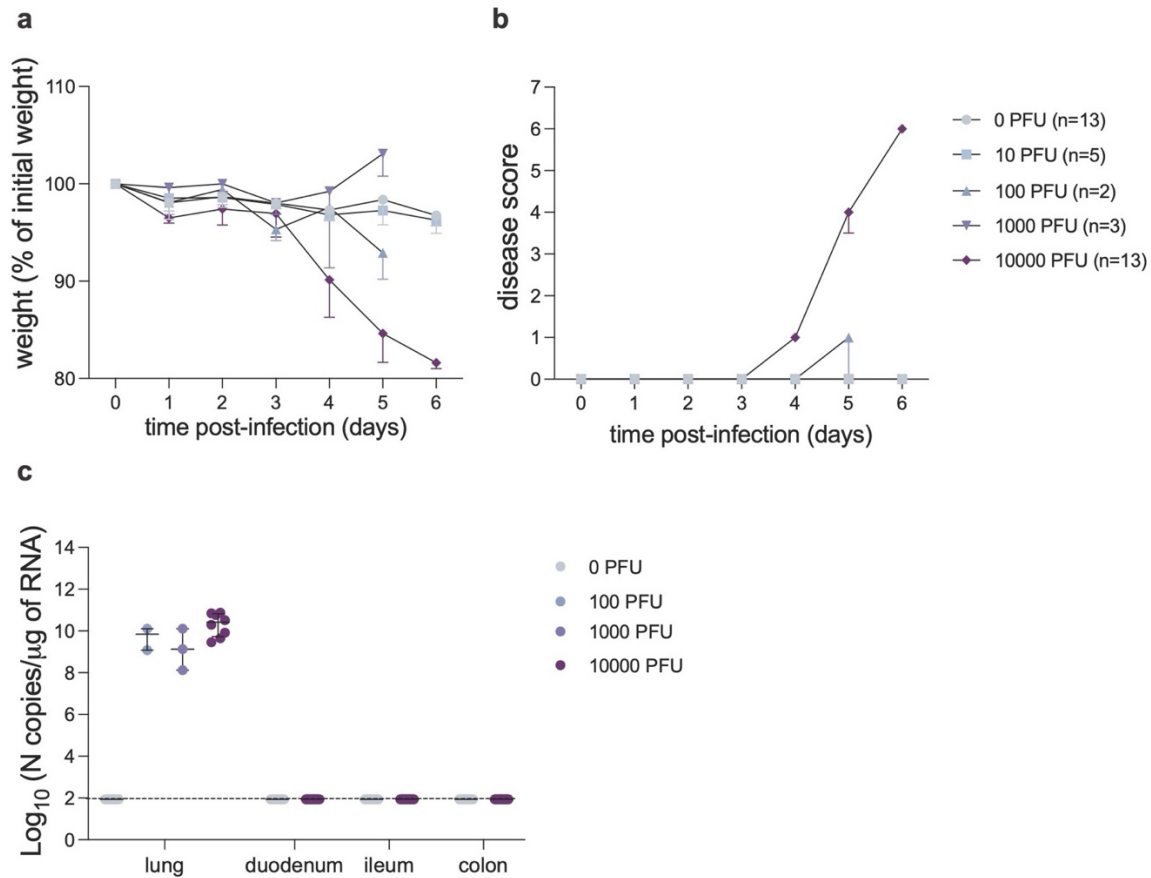 a
weight (% of initial weight)
110
100
90
80
0 1 2 3 4 5 6
time post-infection (days)
b
disease score
7
6
5
4
3
2
1
0
0 1 2 3 4 5 6
time post-infection (days)
0 PFU (n=13)
10 PFU (n=5)
100 PFU (n=2)
1000 PFU (n=3)
10000 PFU (n=13)
c
Log10 (N copies/μg of RNA)
14
12
10
8
6
4
2
0
lung duodenum ileum colon
0 PFU
100 PFU
1000 PFU
10000 PFU